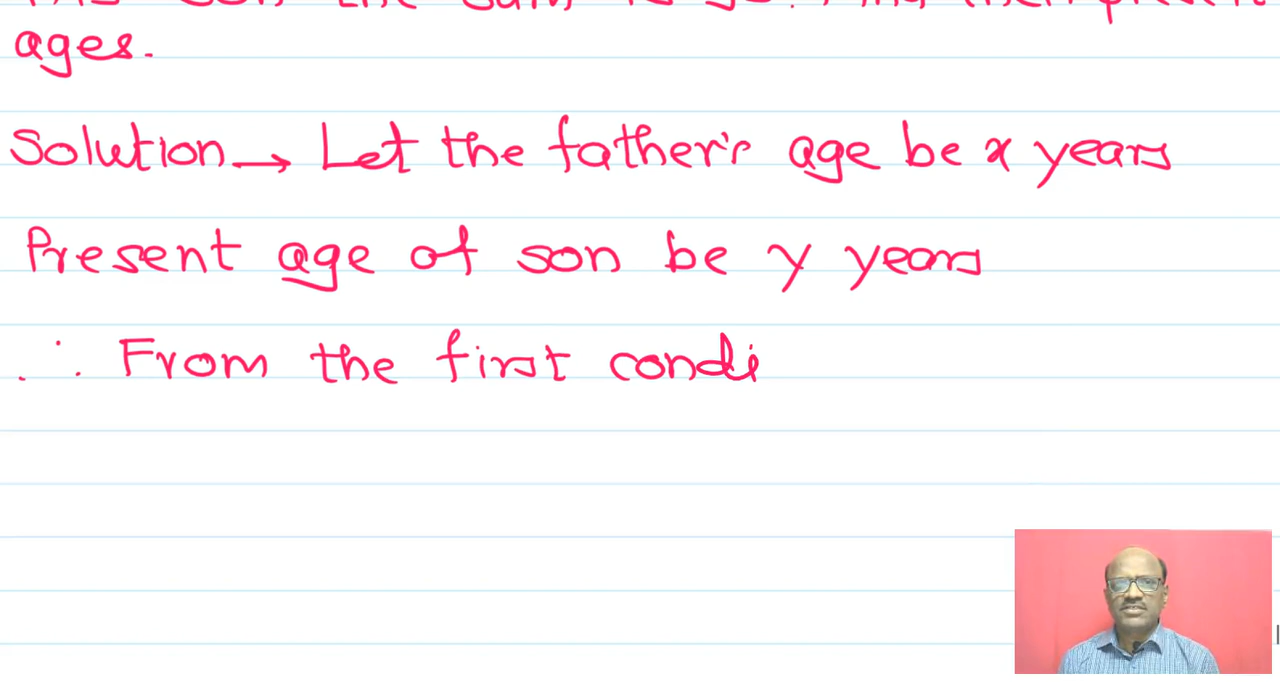 ages.
Solution → Let the father's age be x years
Present age of son be y years
∴ From the first condi